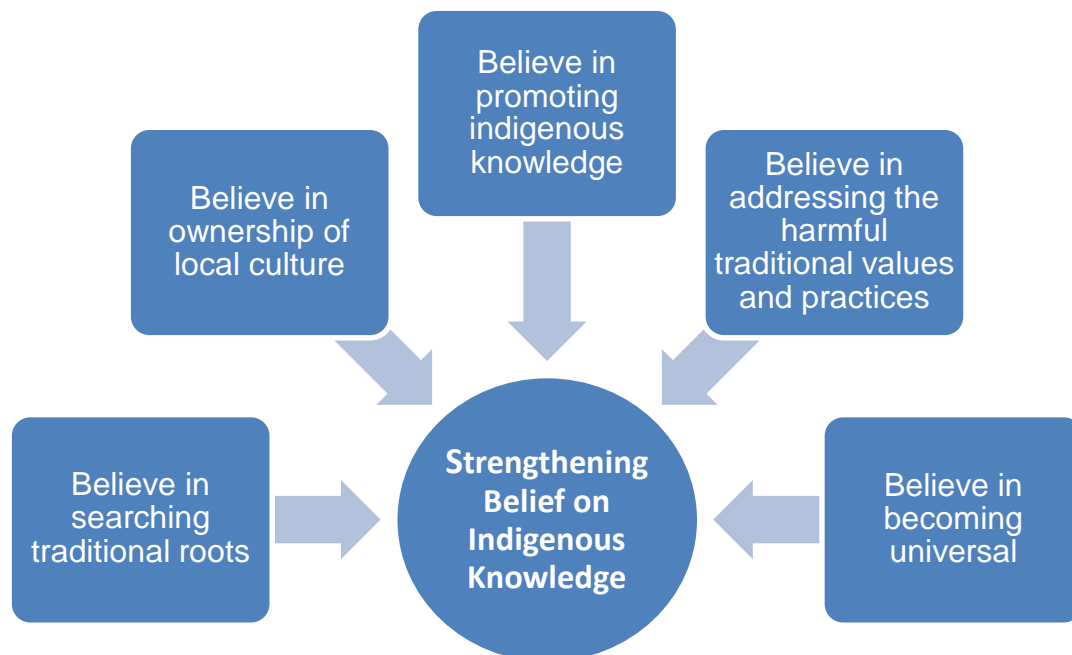 Believe in
promoting
indigenous
knowledge
Believe in
ownership of
local culture
Believe in
addressing the
harmful
traditional values
and practices
Believe in
searching
traditional roots
Strengthening
Belief on
Indigenous
Knowledge
Believe in
becoming
universal